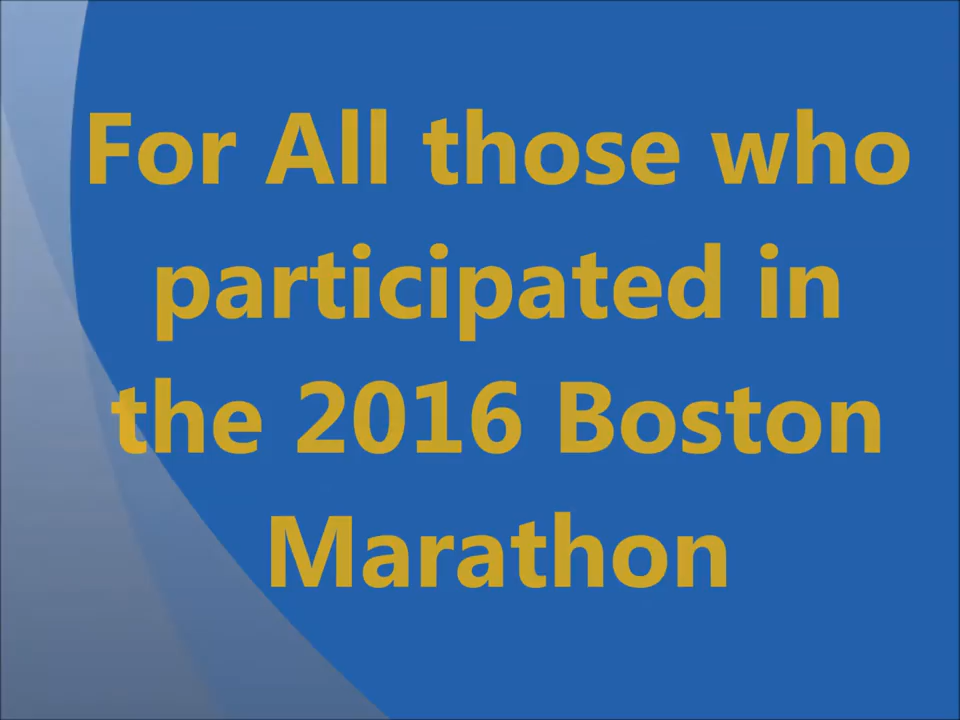 For All those who
participated in
the 2016 Boston
Marathon